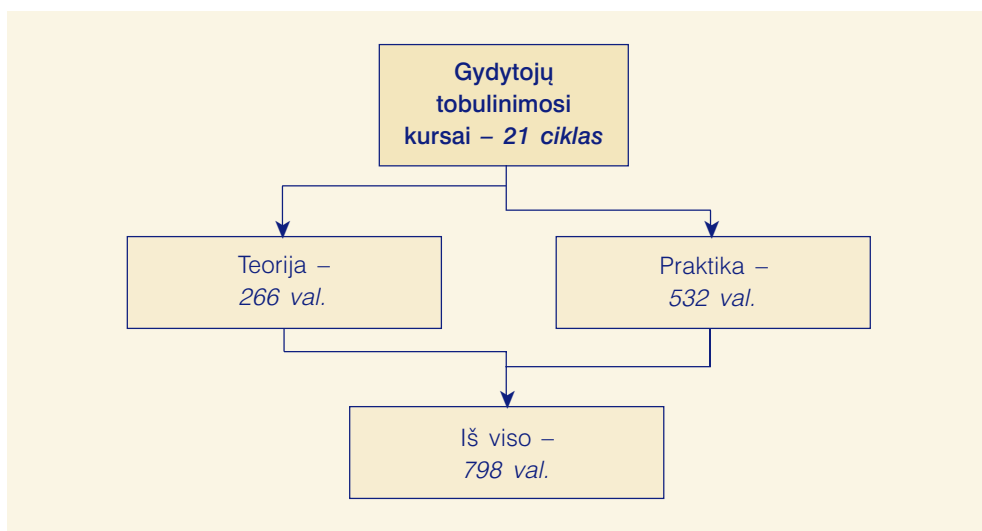 Gydytojų
tobulinimosi
kursai – 21 ciklas
Teorija –
266 val.
Praktika –
532 val.
Iš viso –
798 val.